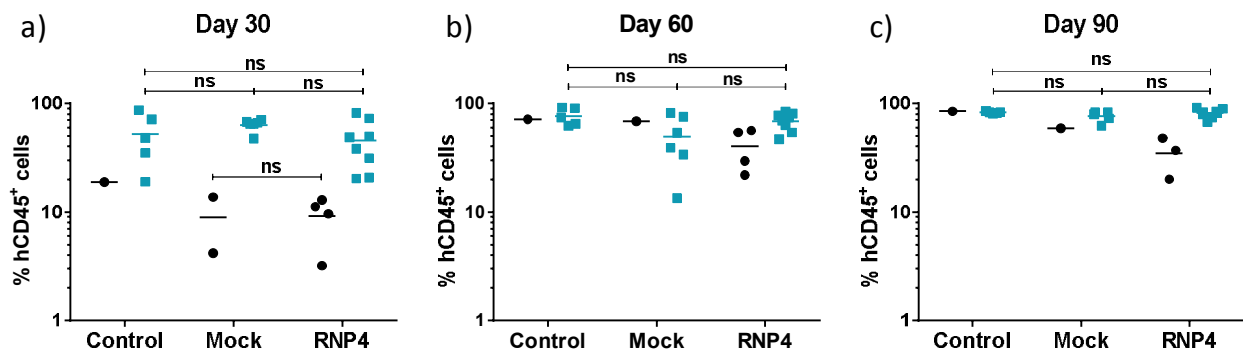 a)
Day 30
ns
ns
ns
ns
% hCD45+ cells
100
10
1
Control
Mock
RNP4
b)
Day 60
ns
ns
ns
% hCD45+ cells
100
10
1
Control
Mock
RNP4
c)
Day 90
ns
ns
ns
% hCD45+ cells
100
10
1
Control
Mock
RNP4